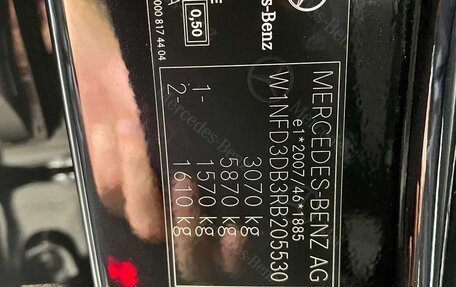 MERCEDES-BENZ AG
e1*2007/46*1885
W1NFD3DB3RB205530
3070 kg
5870 kg
1- 1570 kg
2- 1610 kg
s-Benz
0,50
000 817 44 04